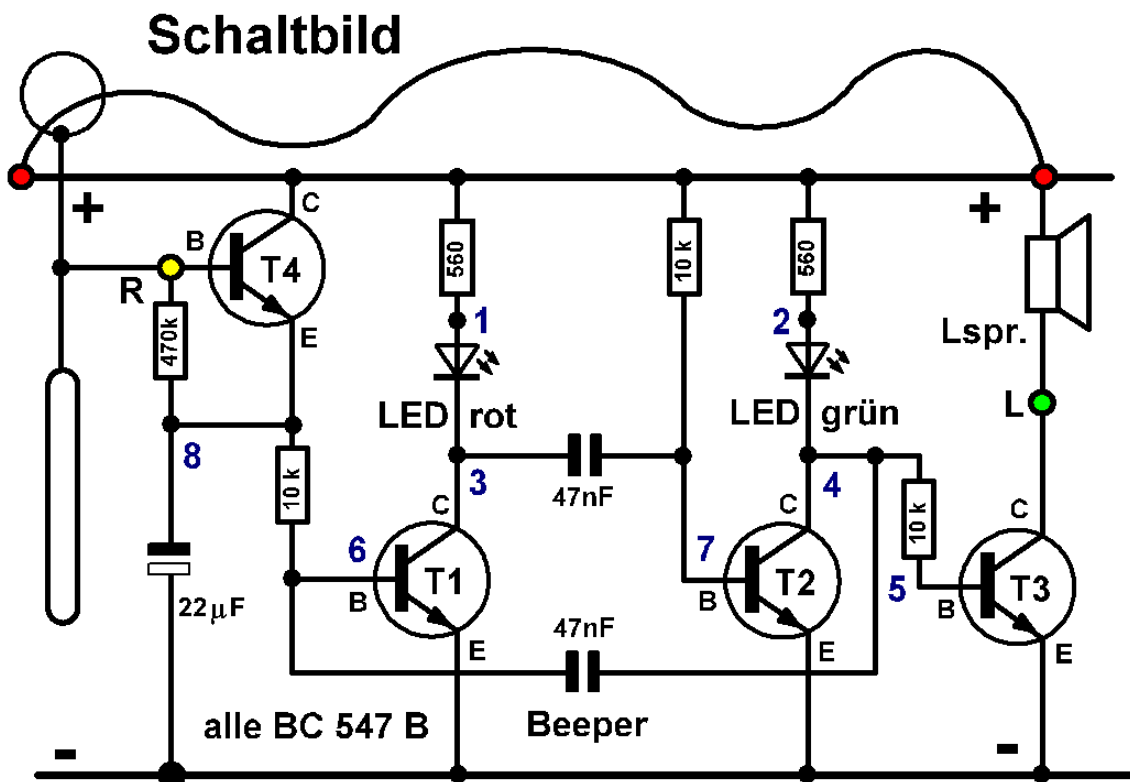 Schaltbild
+
+
C
B
T4
R
E
560
10 k
560
1
2
470k
Lspr.
LED rot
LED grün
L
8
10 k
3
47nF
4
10 k
C
C
C
6
7
5
T1
T2
T3
B
B
B
22µF
47nF
E
E
E
alle BC 547 B
Beeper
-
-